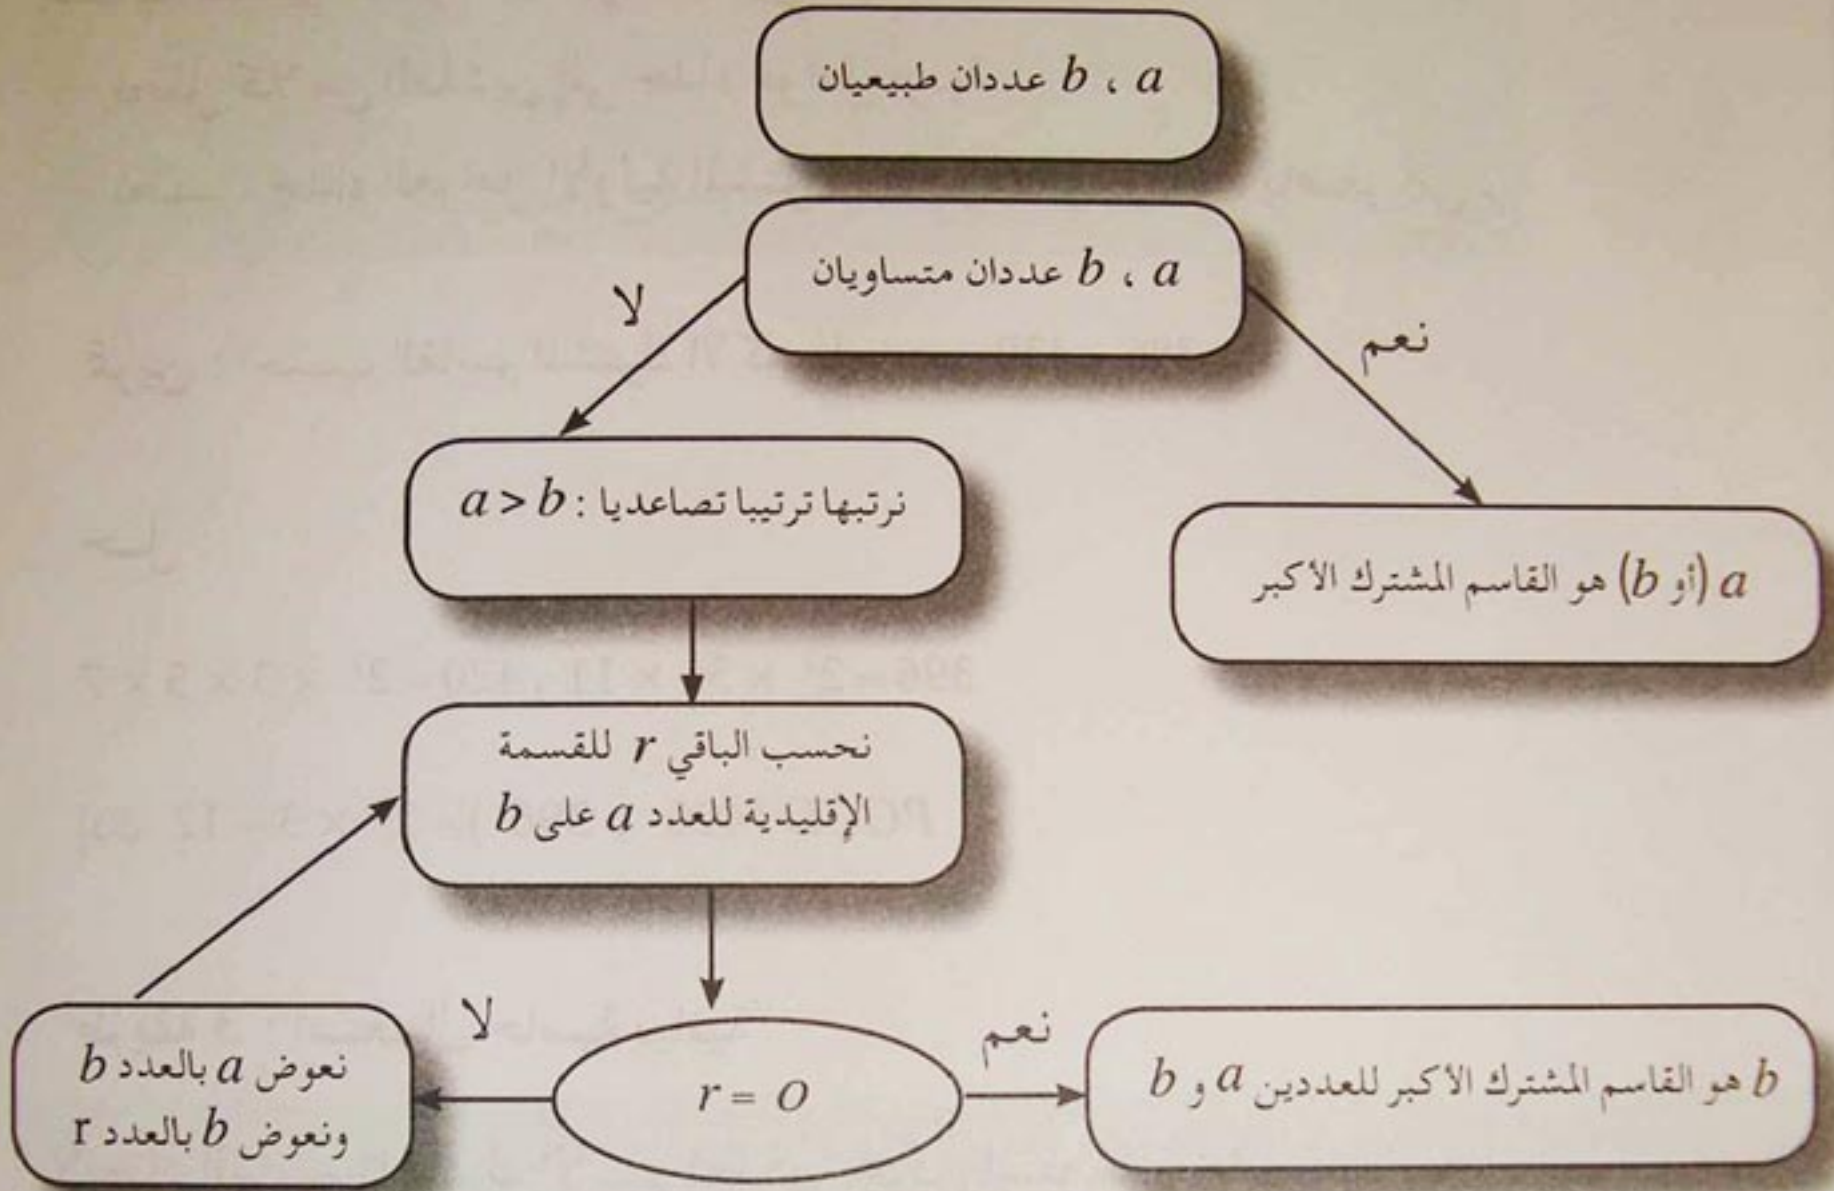 a ، b عددان طبيعيان
a ، b عددان متساويان
لا
نعم
نرتبها ترتيبا تصاعديا : a > b
a (أو b) هو القاسم المشترك الأكبر
نحسب الباقي r للقسمة
الإقليدية للعدد a على b
لا
نعم
نعوض a بالعدد b
ونعوض b بالعدد r
r = O
b هو القاسم المشترك الأكبر للعددين a و b